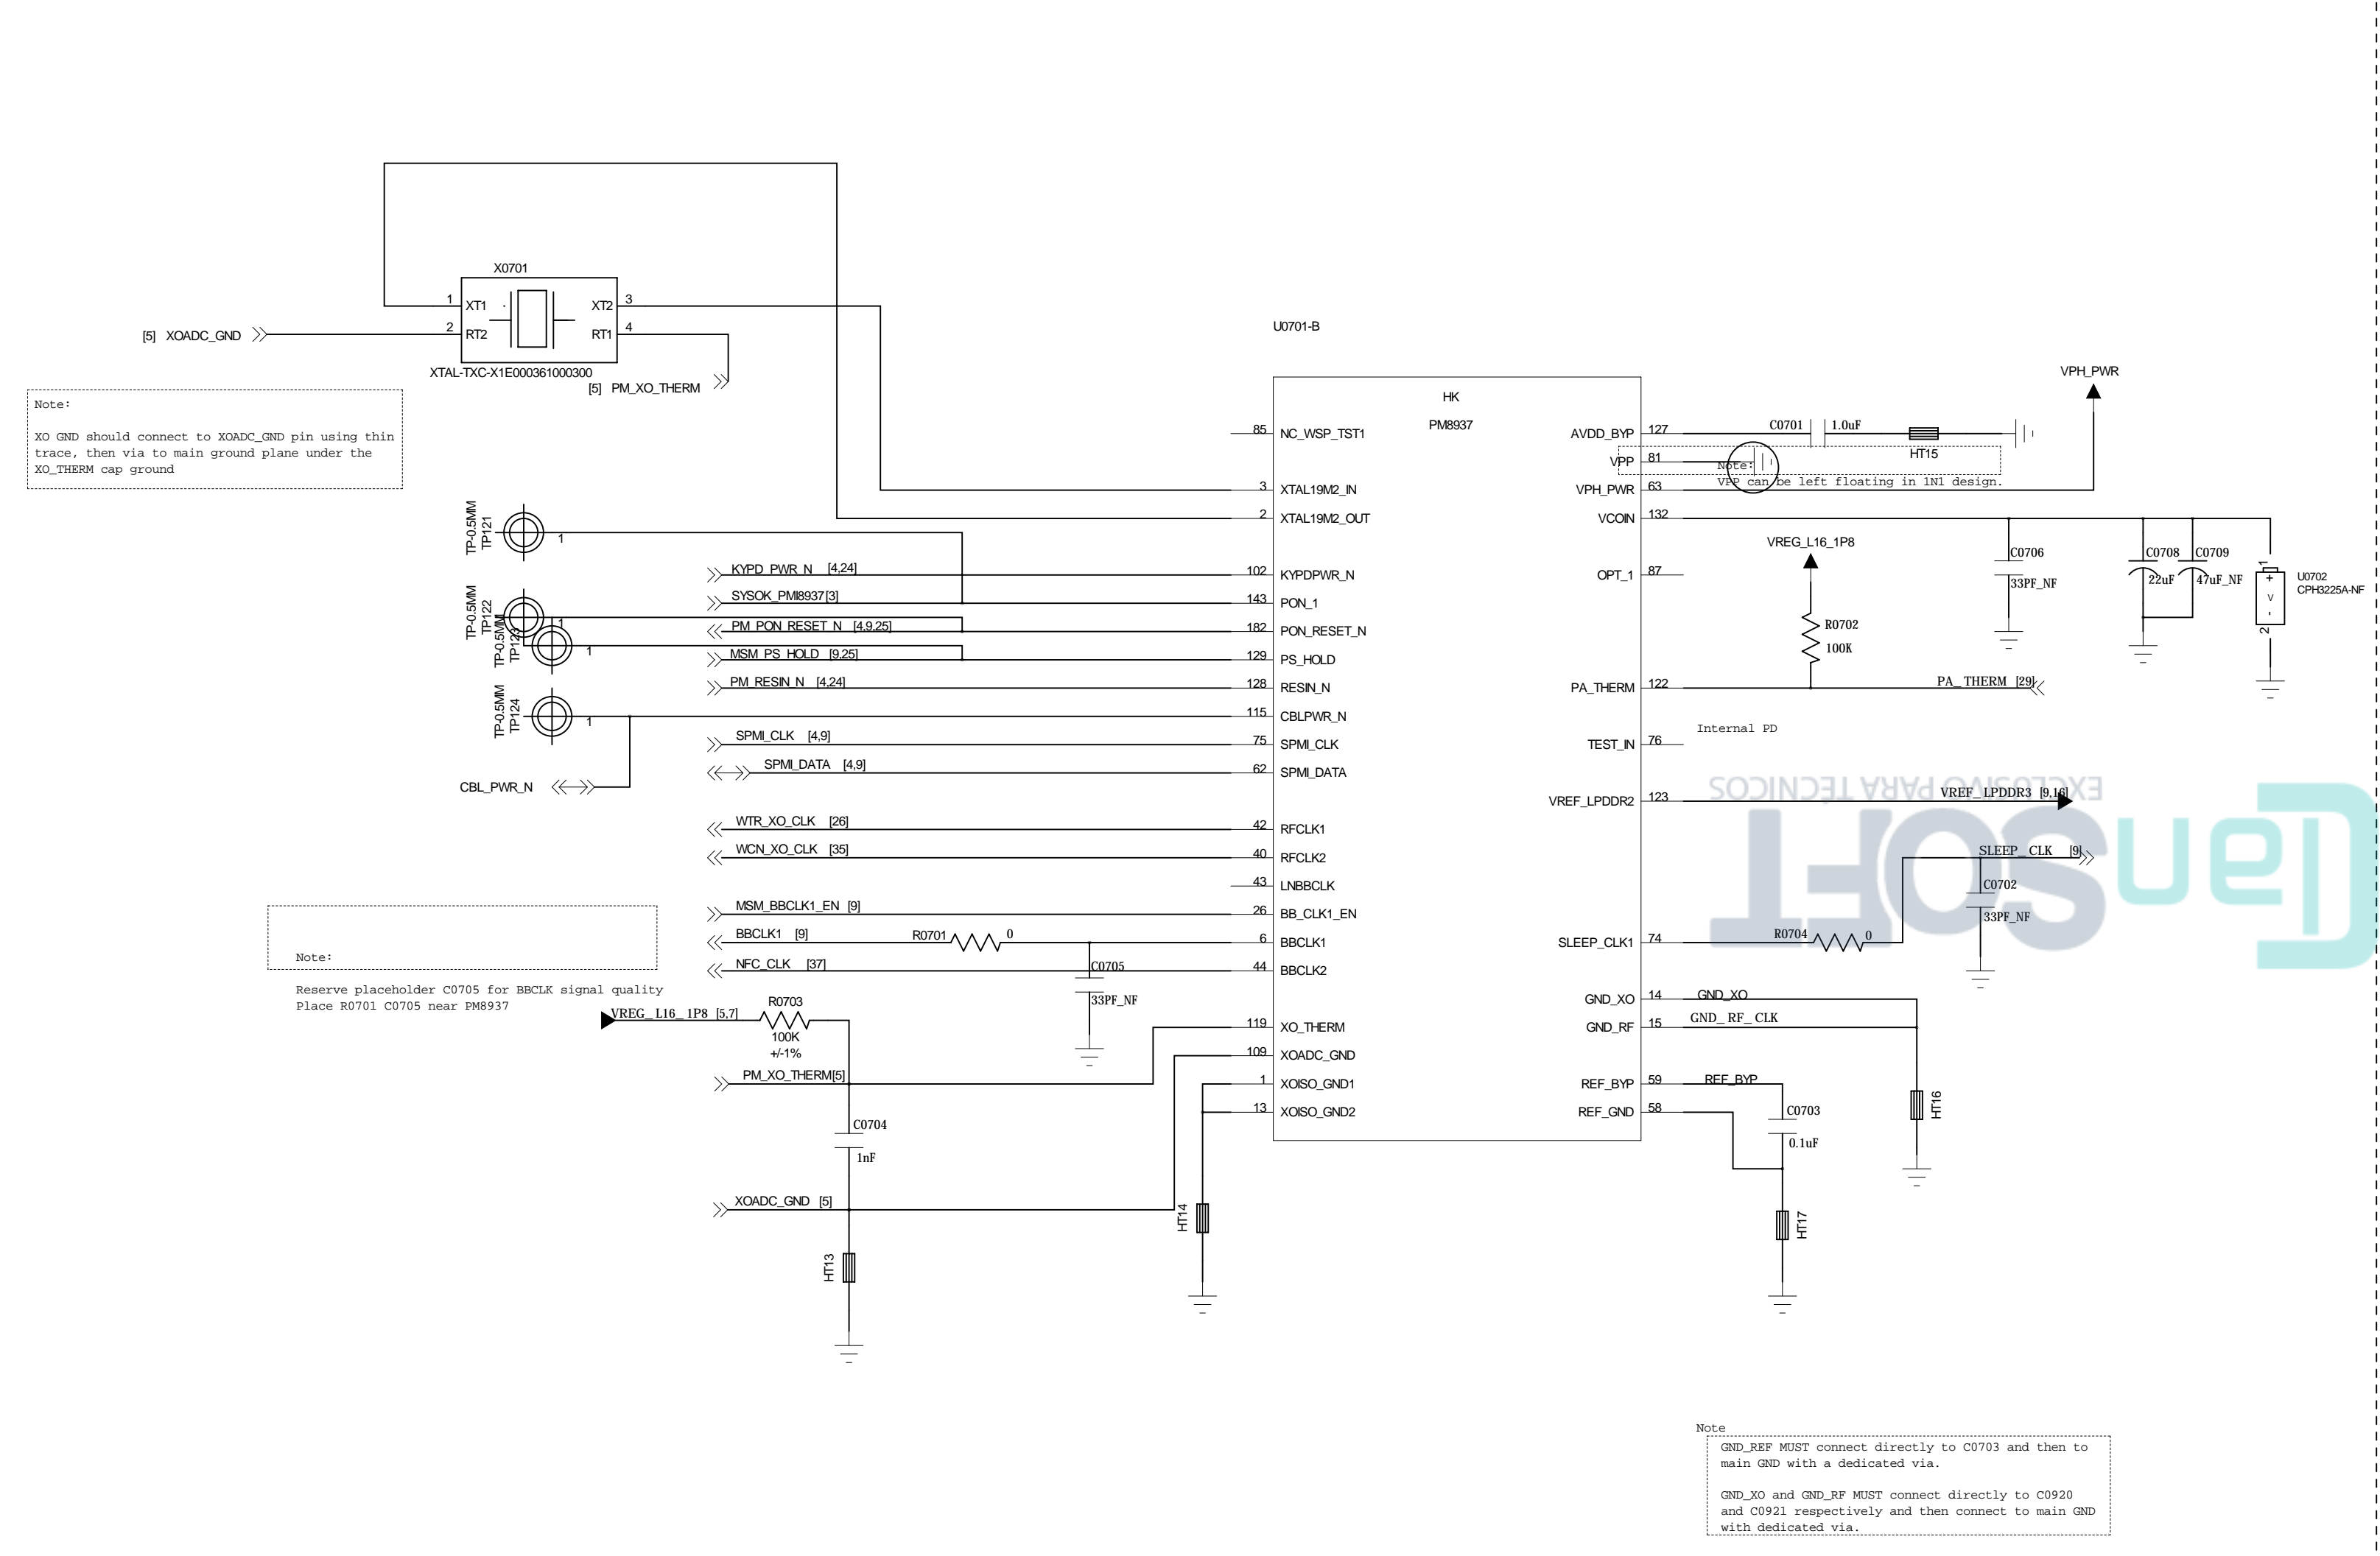 X0701
1 XT1 XT2 3
2 RT2 RT1 4
[5] XOADC_GND
XTAL-TXC-X1E000361000300
[5] PM_XO_THERM
Note:
XO GND should connect to XOADC_GND pin using thin
trace, then via to main ground plane under the
XO_THERM cap ground
TP-0.5MM
TP121
1
TP-0.5MM
TP122
1
TP-0.5MM
TP123
1
TP-0.5MM
TP124
1
KYPD_PWR_N [4,24]
SYSOK_PMI8937[3]
PM_PON_RESET_N [4,9,25]
MSM_PS_HOLD [9,25]
PM_RESIN_N [4,24]
SPMI_CLK [4,9]
SPMI_DATA [4,9]
CBL_PWR_N
WTR_XO_CLK [26]
WCN_XO_CLK [35]
MSM_BBCLK1_EN [9]
BBCLK1 [9]
R0701 0
NFC_CLK [37]
C0705
33PF_NF
Note:
Reserve placeholder C0705 for BBCLK signal quality
Place R0701 C0705 near PM8937
VREG_L16_1P8 [5,7]
R0703
100K
+/-1%
PM_XO_THERM[5]
C0704
1nF
XOADC_GND [5]
HT13
HT14
U0701-B
HK
PM8937
85 NC_WSP_TST1
3 XTAL19M2_IN
2 XTAL19M2_OUT
102 KYPDPWR_N
143 PON_1
182 PON_RESET_N
129 PS_HOLD
128 RESIN_N
115 CBLPWR_N
75 SPMI_CLK
62 SPMI_DATA
42 RFCLK1
40 RFCLK2
43 LNBBCLK
26 BB_CLK1_EN
6 BBCLK1
44 BBCLK2
119 XO_THERM
109 XOADC_GND
1 XOISO_GND1
13 XOISO_GND2
AVDD_BYP 127
VPP 81
VPH_PWR 63
VCOIN 132
OPT_1 87
PA_THERM 122
TEST_IN 76
VREF_LPDDR2 123
SLEEP_CLK1 74
GND_XO 14
GND_RF 15
REF_BYP 59
REF_GND 58
VPH_PWR
C0701 1.0uF
HT15
Note:
VPP can be left floating in 1N1 design.
VREG_L16_1P8
R0702
100K
C0706
33PF_NF
C0708
22uF
C0709
47uF_NF
1
+
V
-
2
U0702
CPH3225A-NF
PA_THERM [29]
Internal PD
EXCLUSIVO PARA TÉCNICOS
VREF_LPDDR3 [9,16]
SOFT
CTan
SLEEP_CLK [9]
C0702
33PF_NF
R0704 0
GND_XO
GND_RF_CLK
REF_BYP
C0703
0.1uF
HT16
HT17
Note
GND_REF MUST connect directly to C0703 and then to
main GND with a dedicated via.
GND_XO and GND_RF MUST connect directly to C0920
and C0921 respectively and then connect to main GND
with dedicated via.